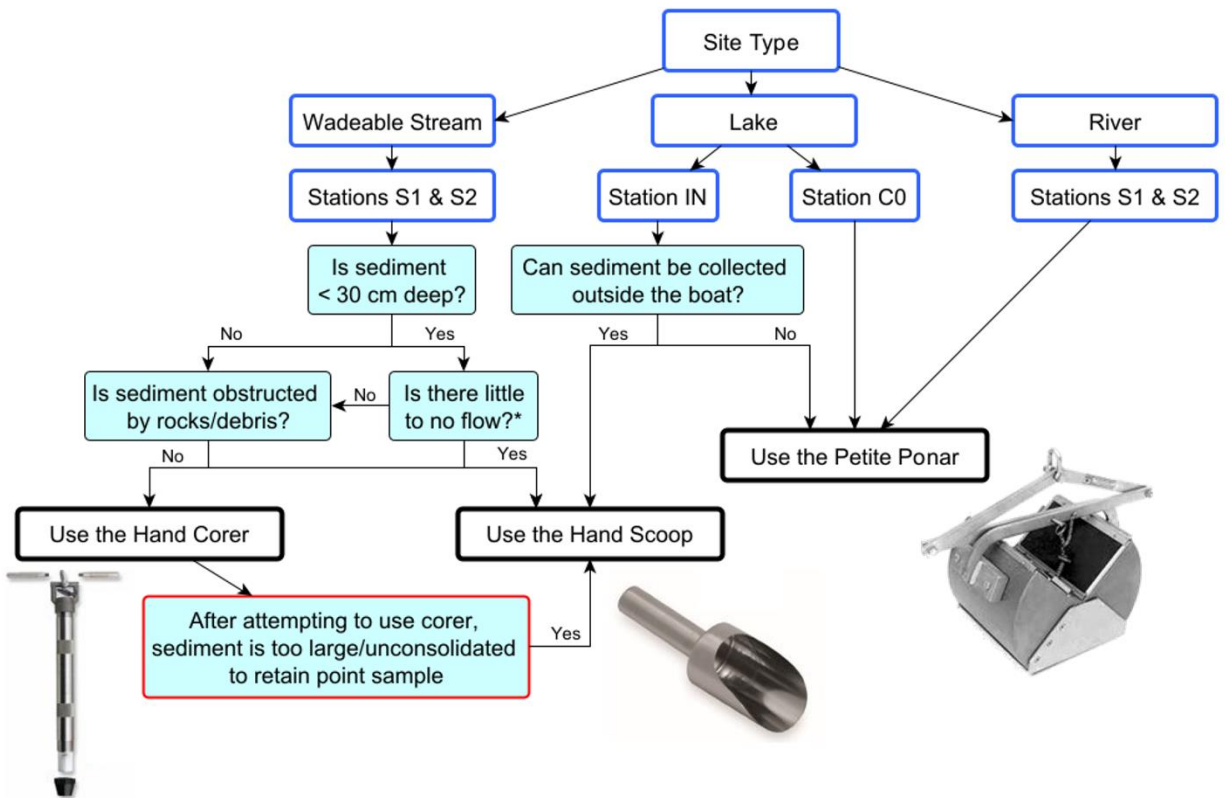 Site Type
Wadeable Stream
Lake
River
Stations S1 & S2
Station IN
Station C0
Stations S1 & S2
Is sediment
< 30 cm deep?
Can sediment be collected
outside the boat?
No
Yes
Yes
No
Is sediment obstructed
by rocks/debris?
No
Is there little
to no flow?*
No
Yes
Use the Petite Ponar
Use the Hand Corer
Use the Hand Scoop
After attempting to use corer,
sediment is too large/unconsolidated
to retain point sample
Yes